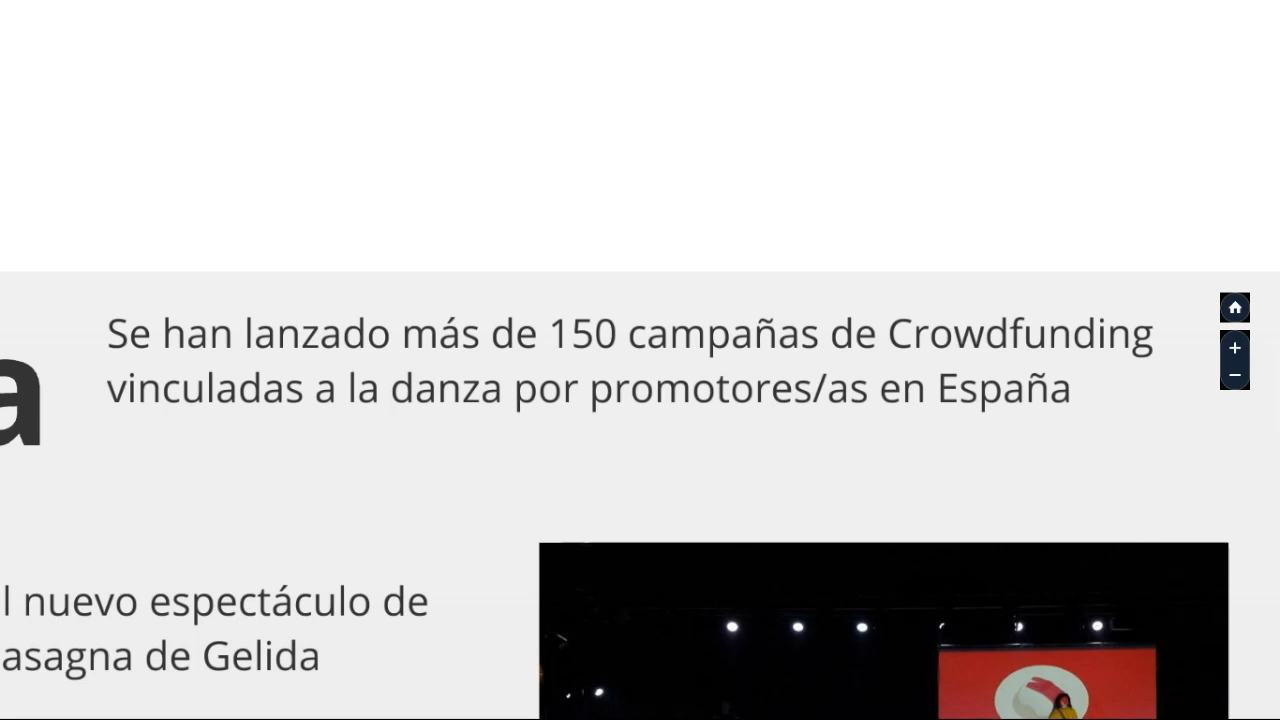 Se han lanzado más de 150 campañas de Crowdfunding
vinculadas a la danza por promotores/as en España
a
l nuevo espectáculo de
asagna de Gelida